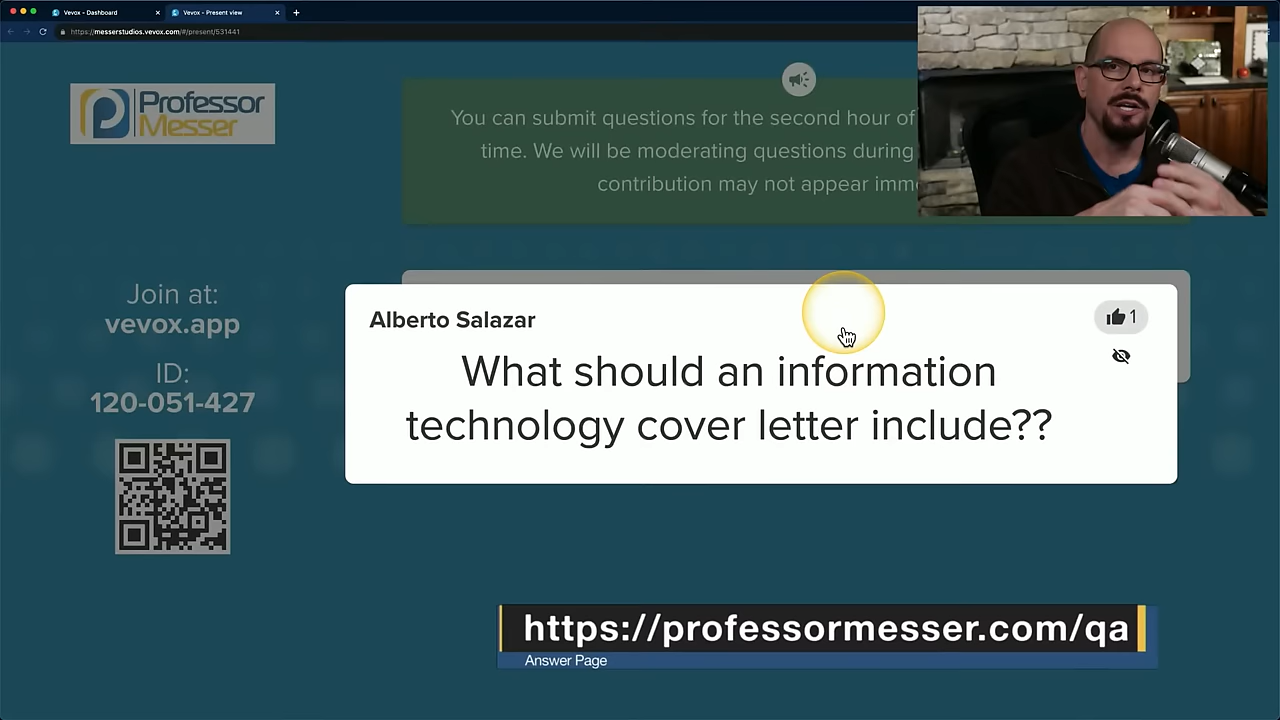 Vevox - Dashboard
Vevox - Present view
https://messerstudios.vevox.com/#/present/531441
Professor
Messer
You can submit questions for the second hour of
time. We will be moderating questions during
contribution may not appear
Join at:
vevox.app
ID:
120-051-427
Alberto Salazar
1
What should an information
technology cover letter include??
https://professormesser.com/qa
Answer Page